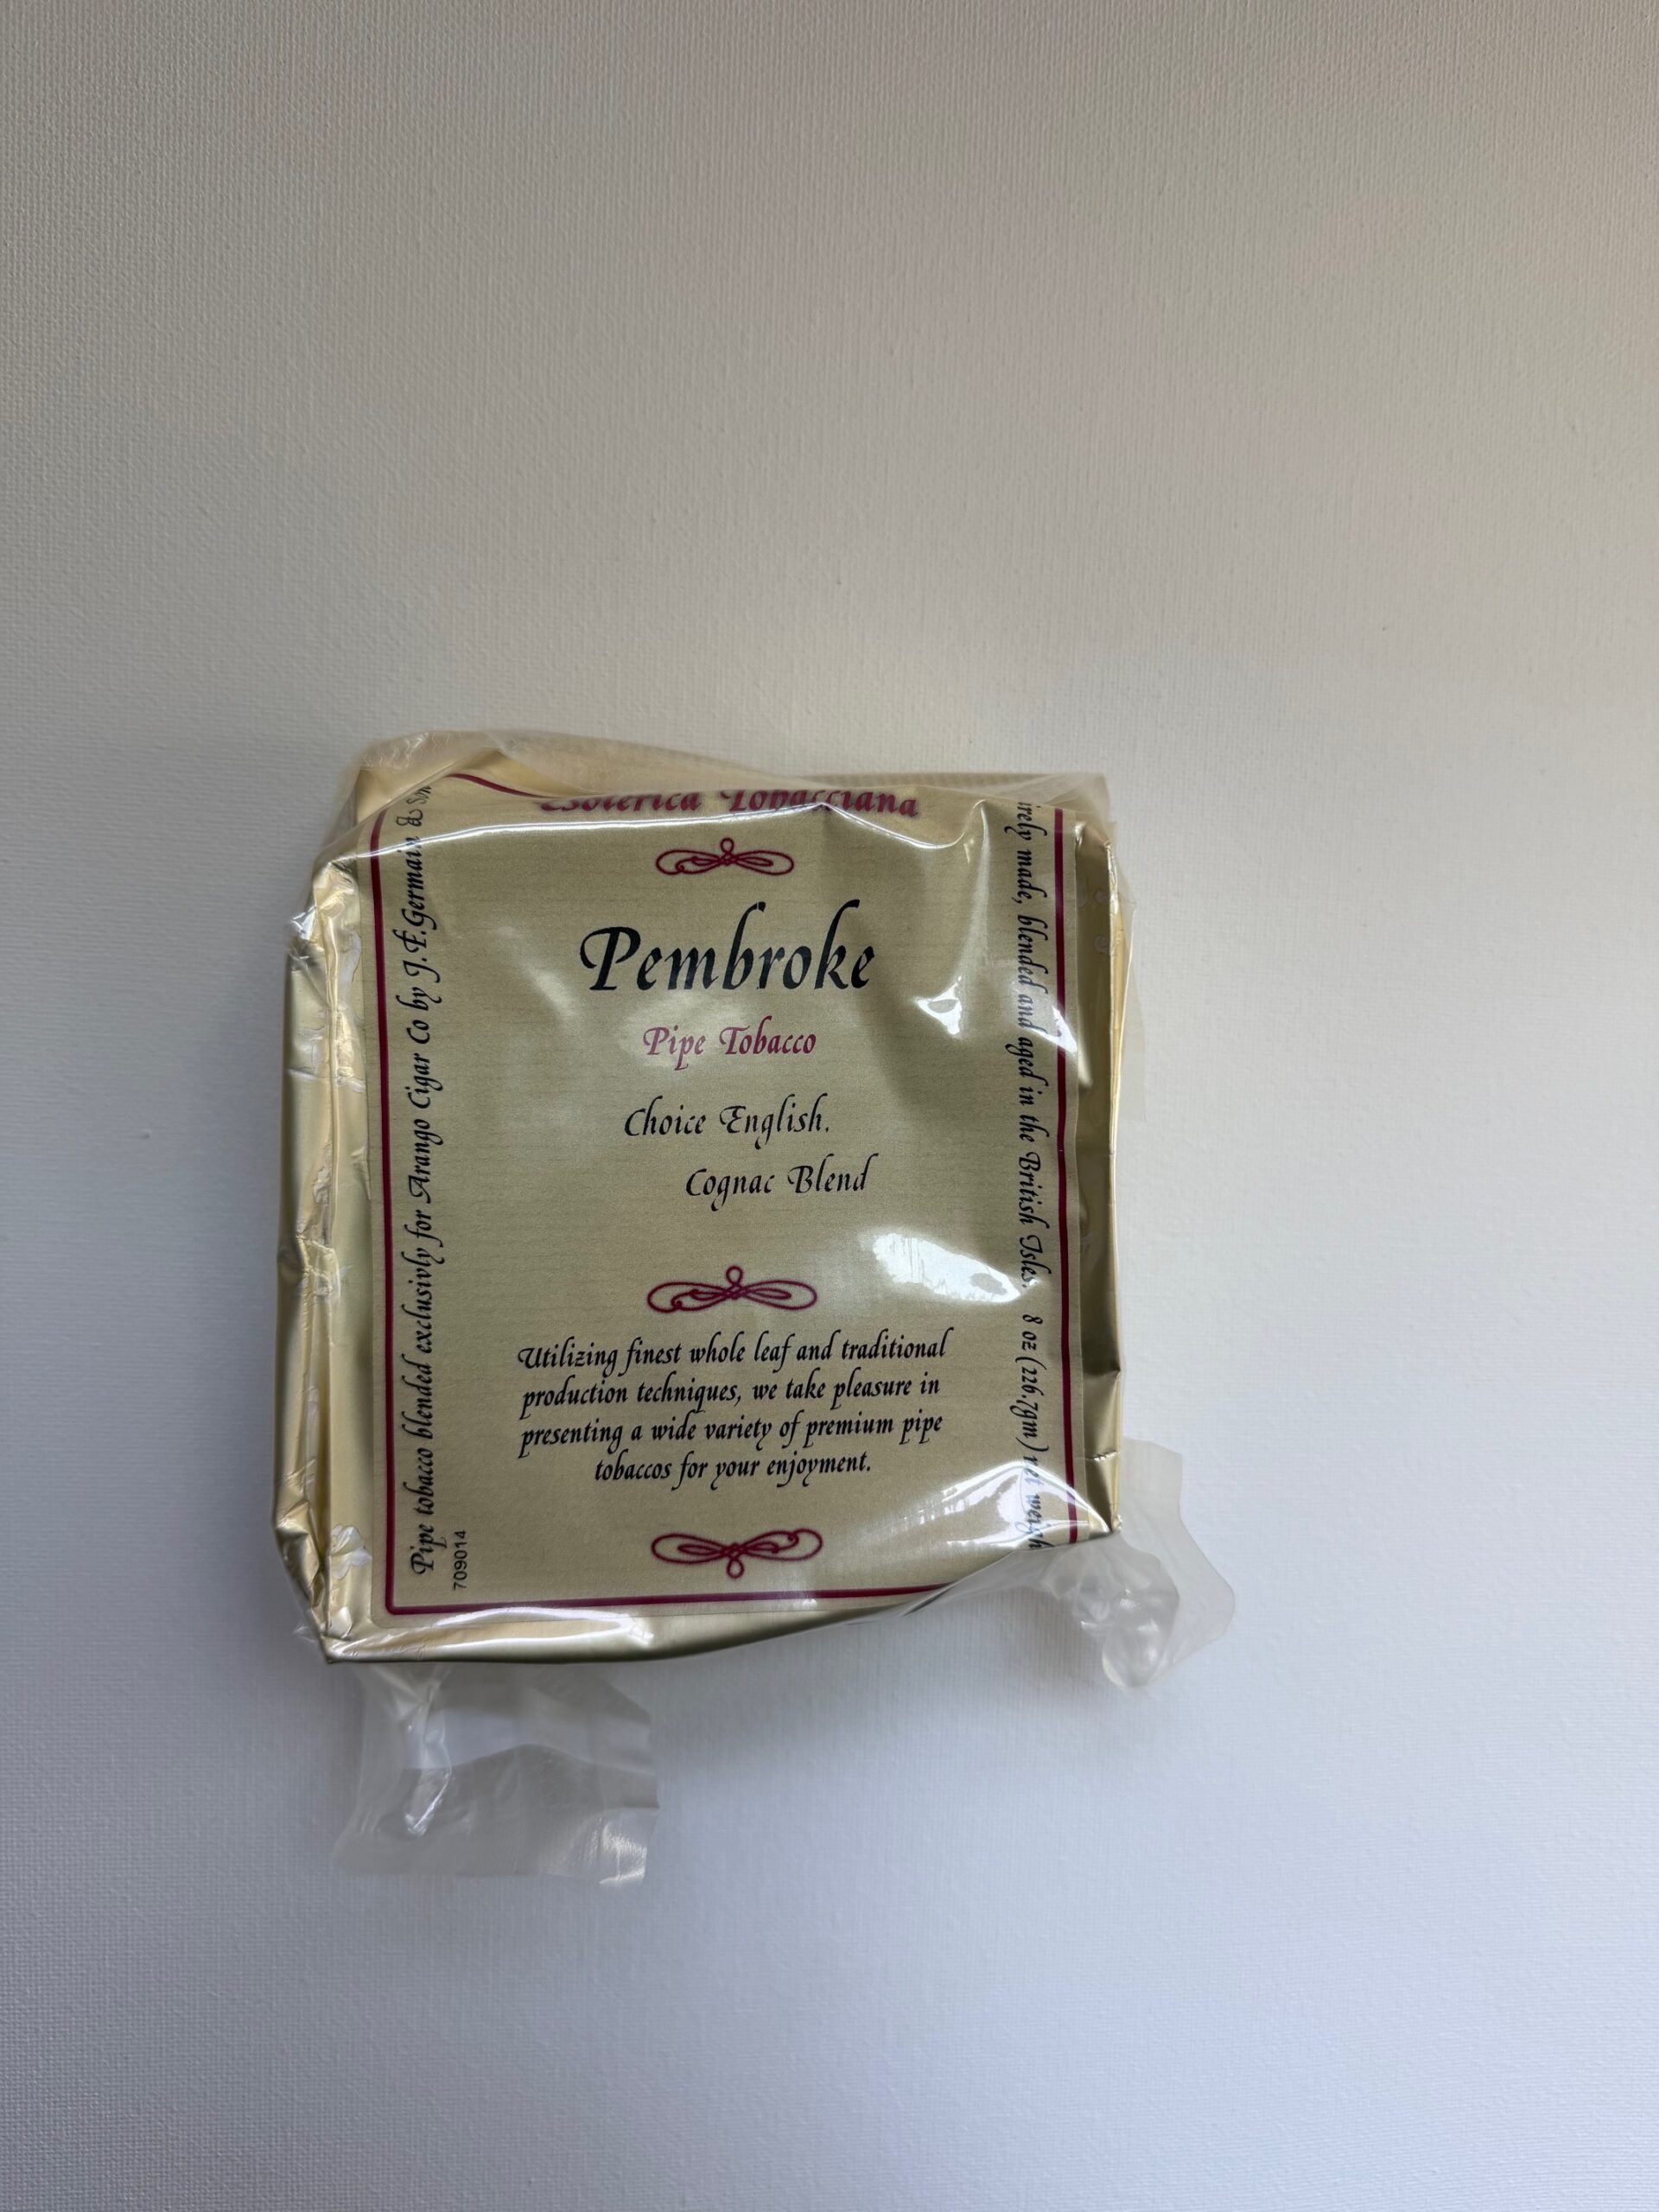 Esoterica Tobacciana
Pembroke
Pipe Tobacco
Choice English.
Cognac Blend
Utilizing finest whole leaf and traditional
production techniques, we take pleasure in
presenting a wide variety of premium pipe
tobaccos for your enjoyment.
Pipe tobacco blended exclusivly for Arango Cigar Co by J.F.Germain &
709014
made, blended and aged in the British Isles. 8 oz (226.7gm) net